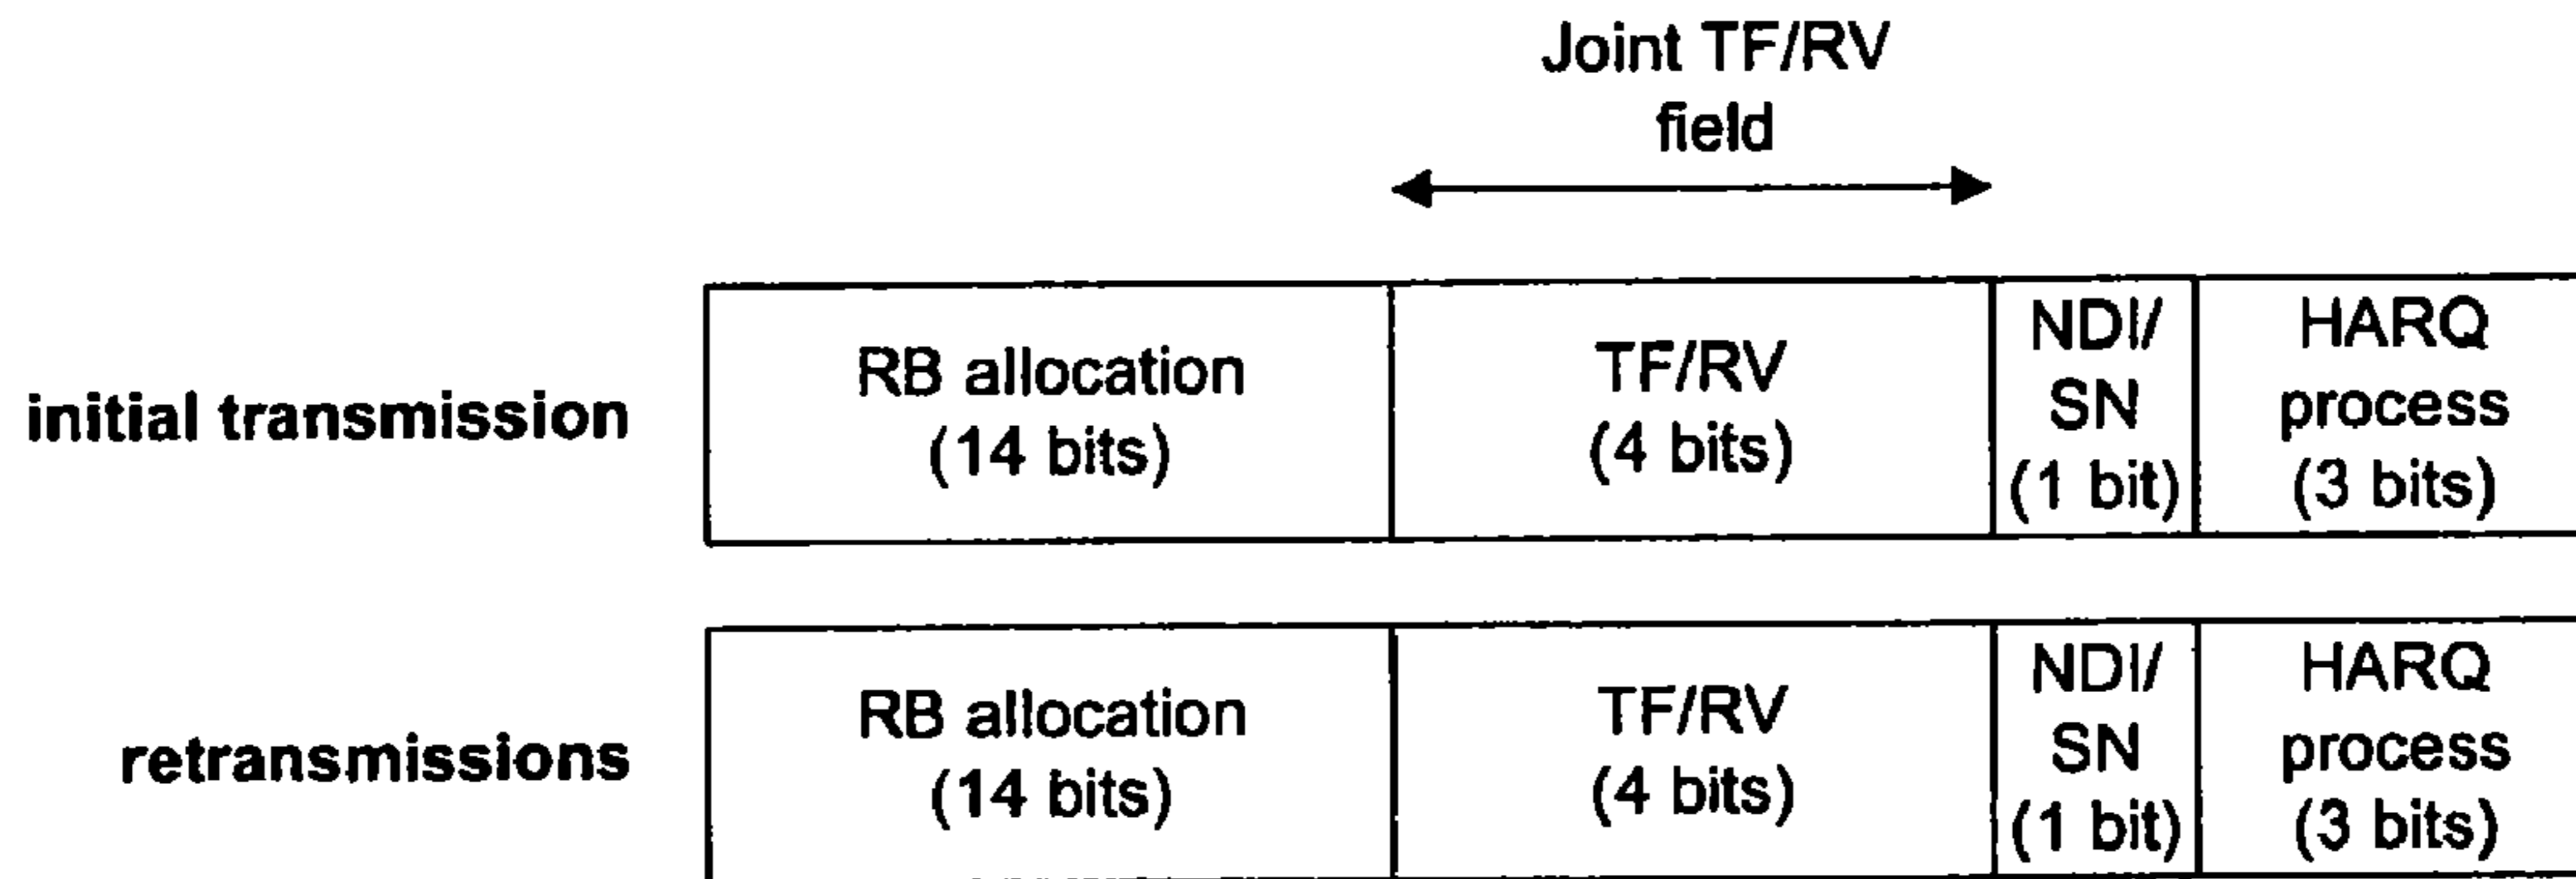 Joint TF/RV
field
initial transmission
RB allocation
(14 bits)
TF/RV
(4 bits)
NDI/
SN
(1 bit)
HARQ
process
(3 bits)
retransmissions
RB allocation
(14 bits)
TF/RV
(4 bits)
NDI/
SN
(1 bit)
HARQ
process
(3 bits)